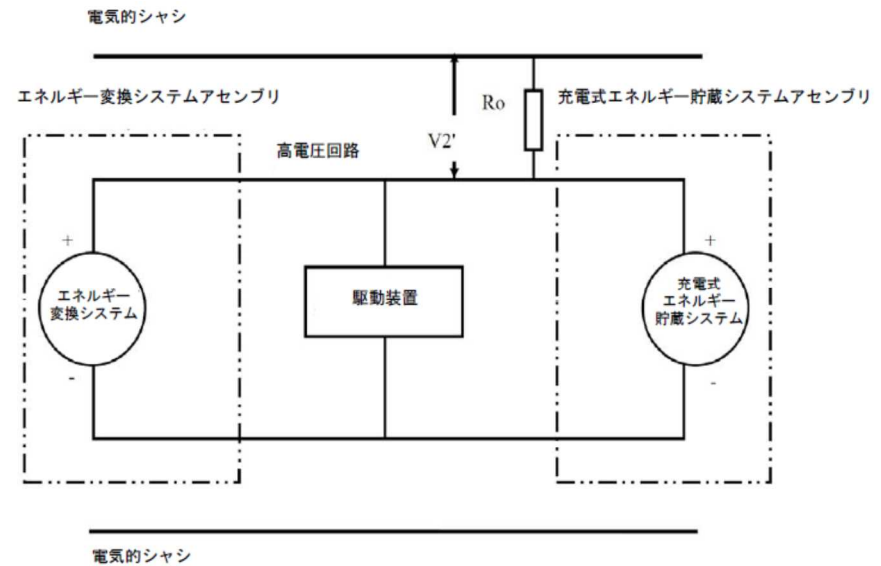 電気的シャシ
エネルギー変換システムアセンブリ
Ro
充電式エネルギー貯蔵システムアセンブリ
V2'
高電圧回路
+
+
エネルギー
変換システム
駆動装置
充電式
エネルギー
貯蔵システム
-
-
電気的シャシ